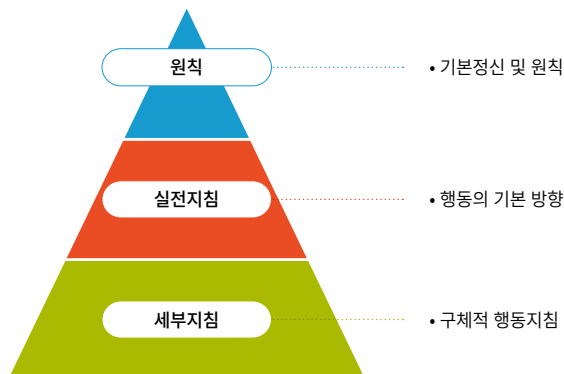 원칙
• 기본정신 및 원칙
실전지침
• 행동의 기본 방향
세부지침
• 구체적 행동지침